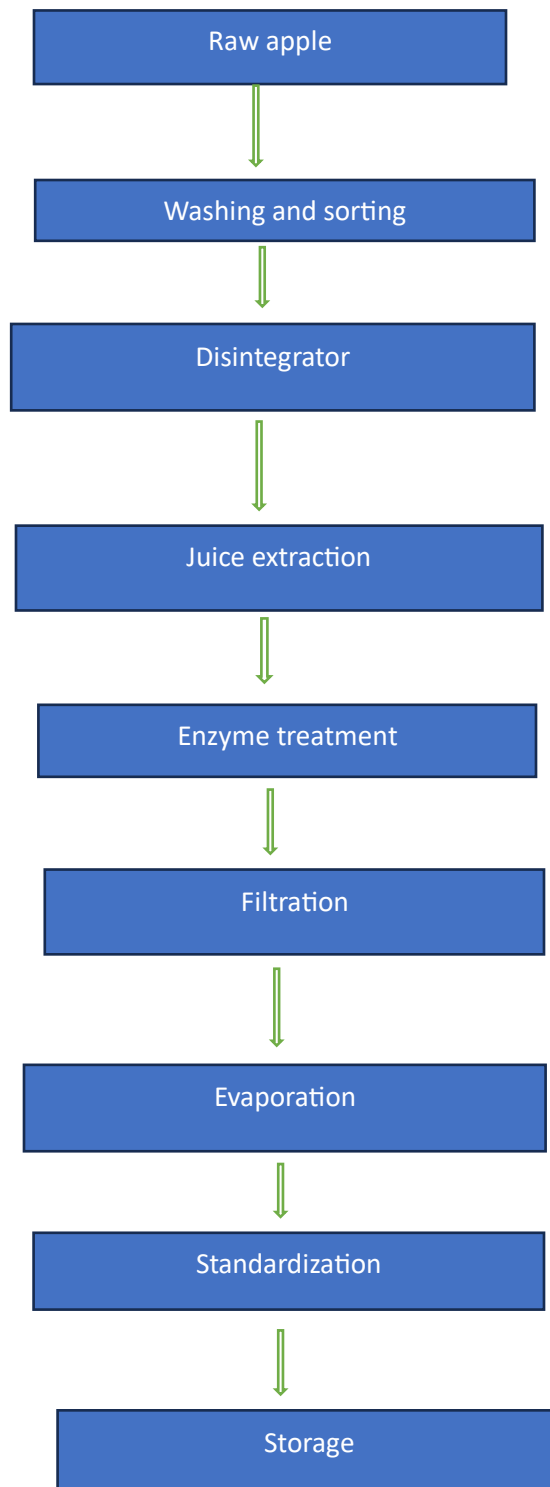 Raw apple
Washing and sorting
Disintegrator
Juice extraction
Enzyme treatment
Filtration
Evaporation
Standardization
Storage